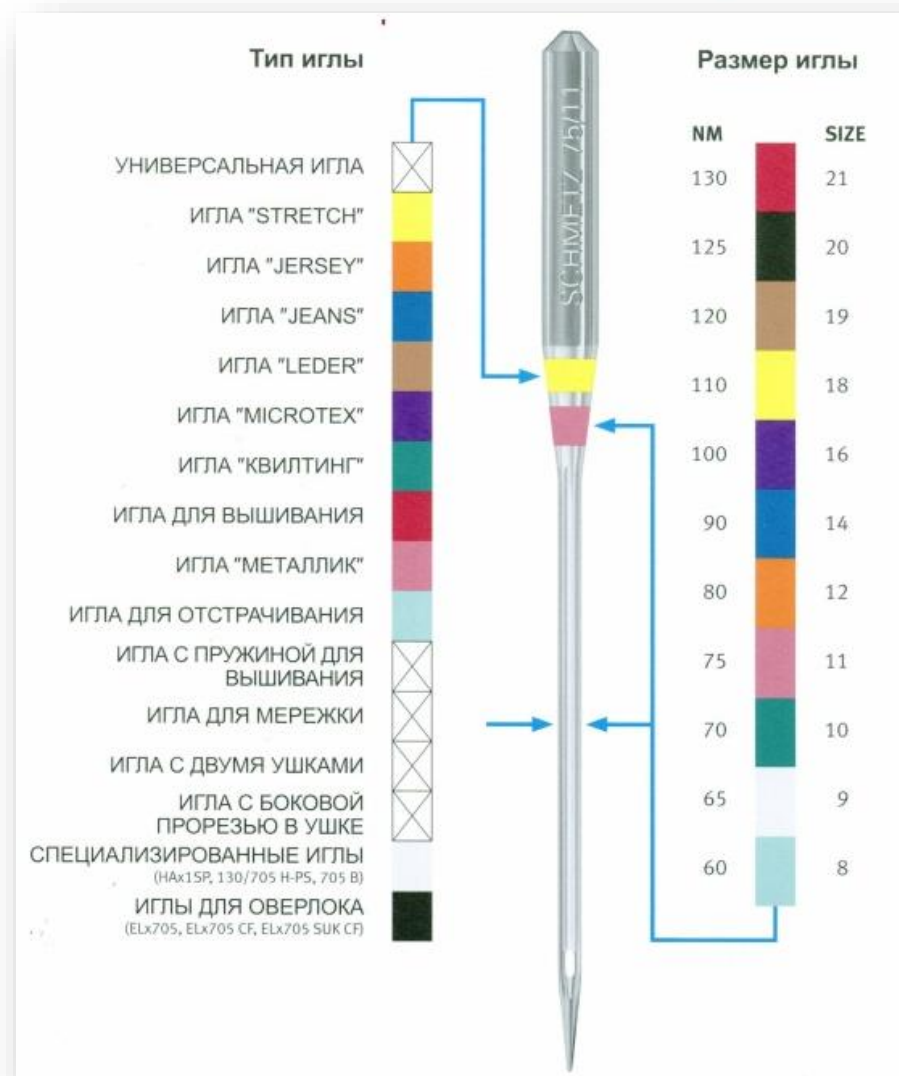 Тип иглы
УНИВЕРСАЛЬНАЯ ИГЛА
ИГЛА "STRETCH"
ИГЛА "JERSEY"
ИГЛА "JEANS"
ИГЛА "LEDER"
ИГЛА "MICROTEX"
ИГЛА "КВИЛТИНГ"
ИГЛА ДЛЯ ВЫШИВАНИЯ
ИГЛА "МЕТАЛЛИК"
ИГЛА ДЛЯ ОТСТРАЧИВАНИЯ
ИГЛА С ПРУЖИНОЙ ДЛЯ
ВЫШИВАНИЯ
ИГЛА ДЛЯ МЕРЕЖКИ
ИГЛА С ДВУМЯ УШКАМИ
ИГЛА С БОКОВОЙ
ПРОРЕЗЬЮ В УШКЕ
СПЕЦИАЛИЗИРОВАННЫЕ ИГЛЫ
(HAx1SP, 130/705 H-PS, 705 B)
ИГЛЫ ДЛЯ ОВЕРЛОКА
(ELx705, ELx705 CF, ELx705 SUK CF)
SCHMETZ 75/11
Размер иглы
NM SIZE
130 21
125 20
120 19
110 18
100 16
90 14
80 12
75 11
70 10
65 9
60 8